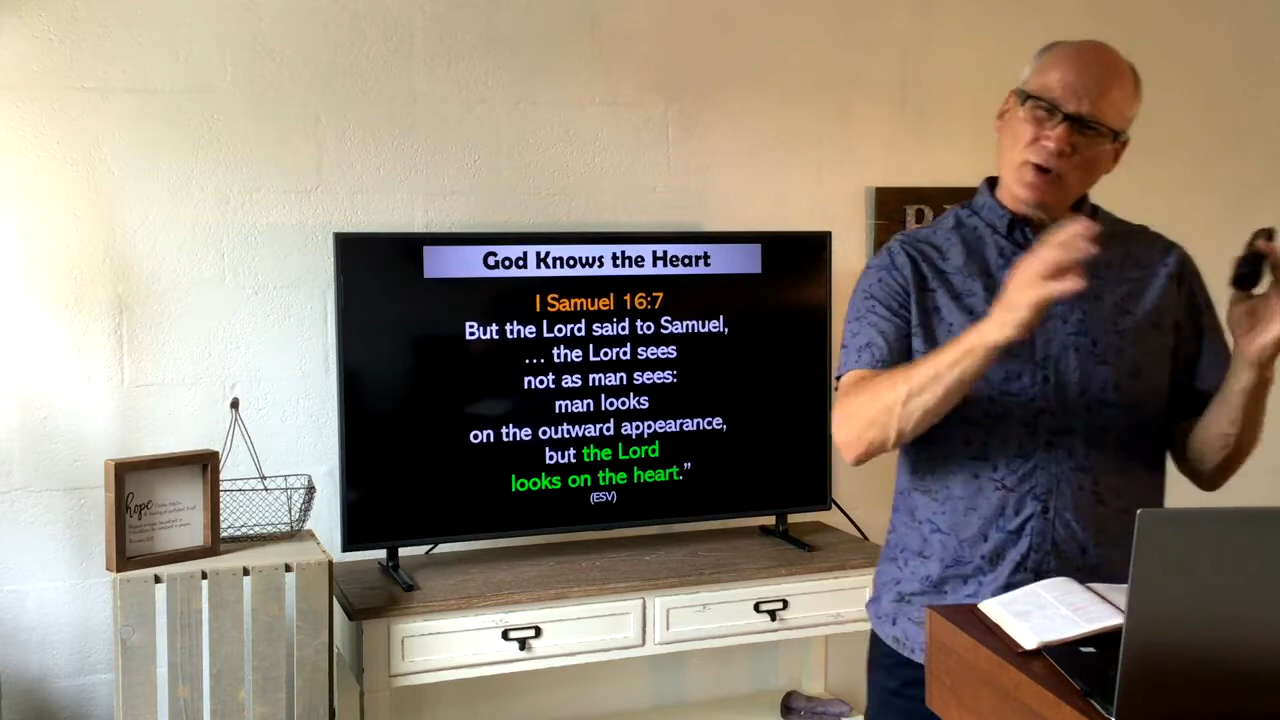 God Knows the Heart
I Samuel 16:7
But the Lord said to Samuel,
... the Lord sees
not as man sees:
man looks
on the outward appearance,
but the Lord
looks on the heart."
(ESV)
hope